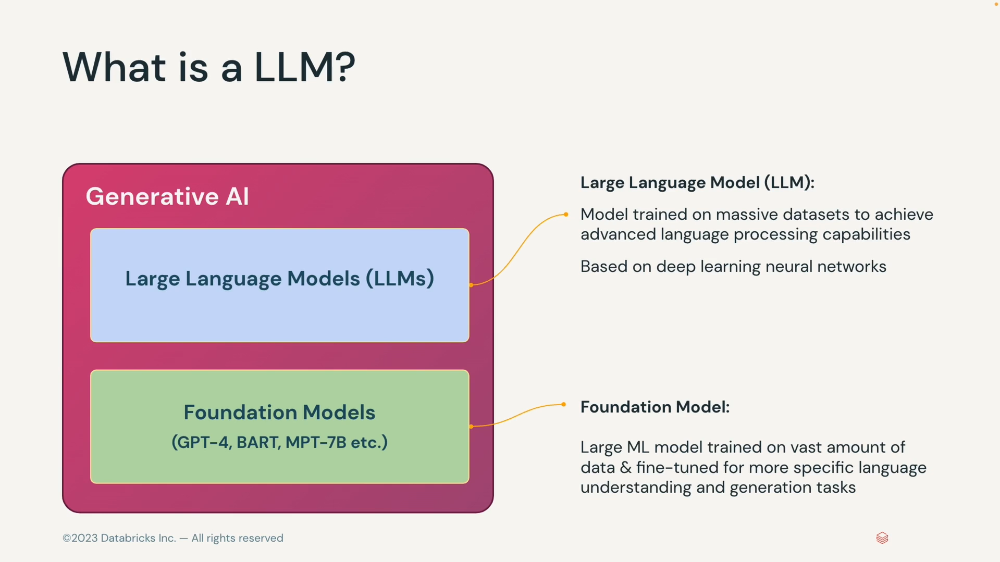 What is a LLM?
Generative AI
Large Language Models (LLMs)
Foundation Models
(GPT-4, BART, MPT-7B etc.)
Large Language Model (LLM):
Model trained on massive datasets to achieve
advanced language processing capabilities
Based on deep learning neural networks
Foundation Model:
Large ML model trained on vast amount of
data & fine-tuned for more specific language
understanding and generation tasks
©2023 Databricks Inc. — All rights reserved